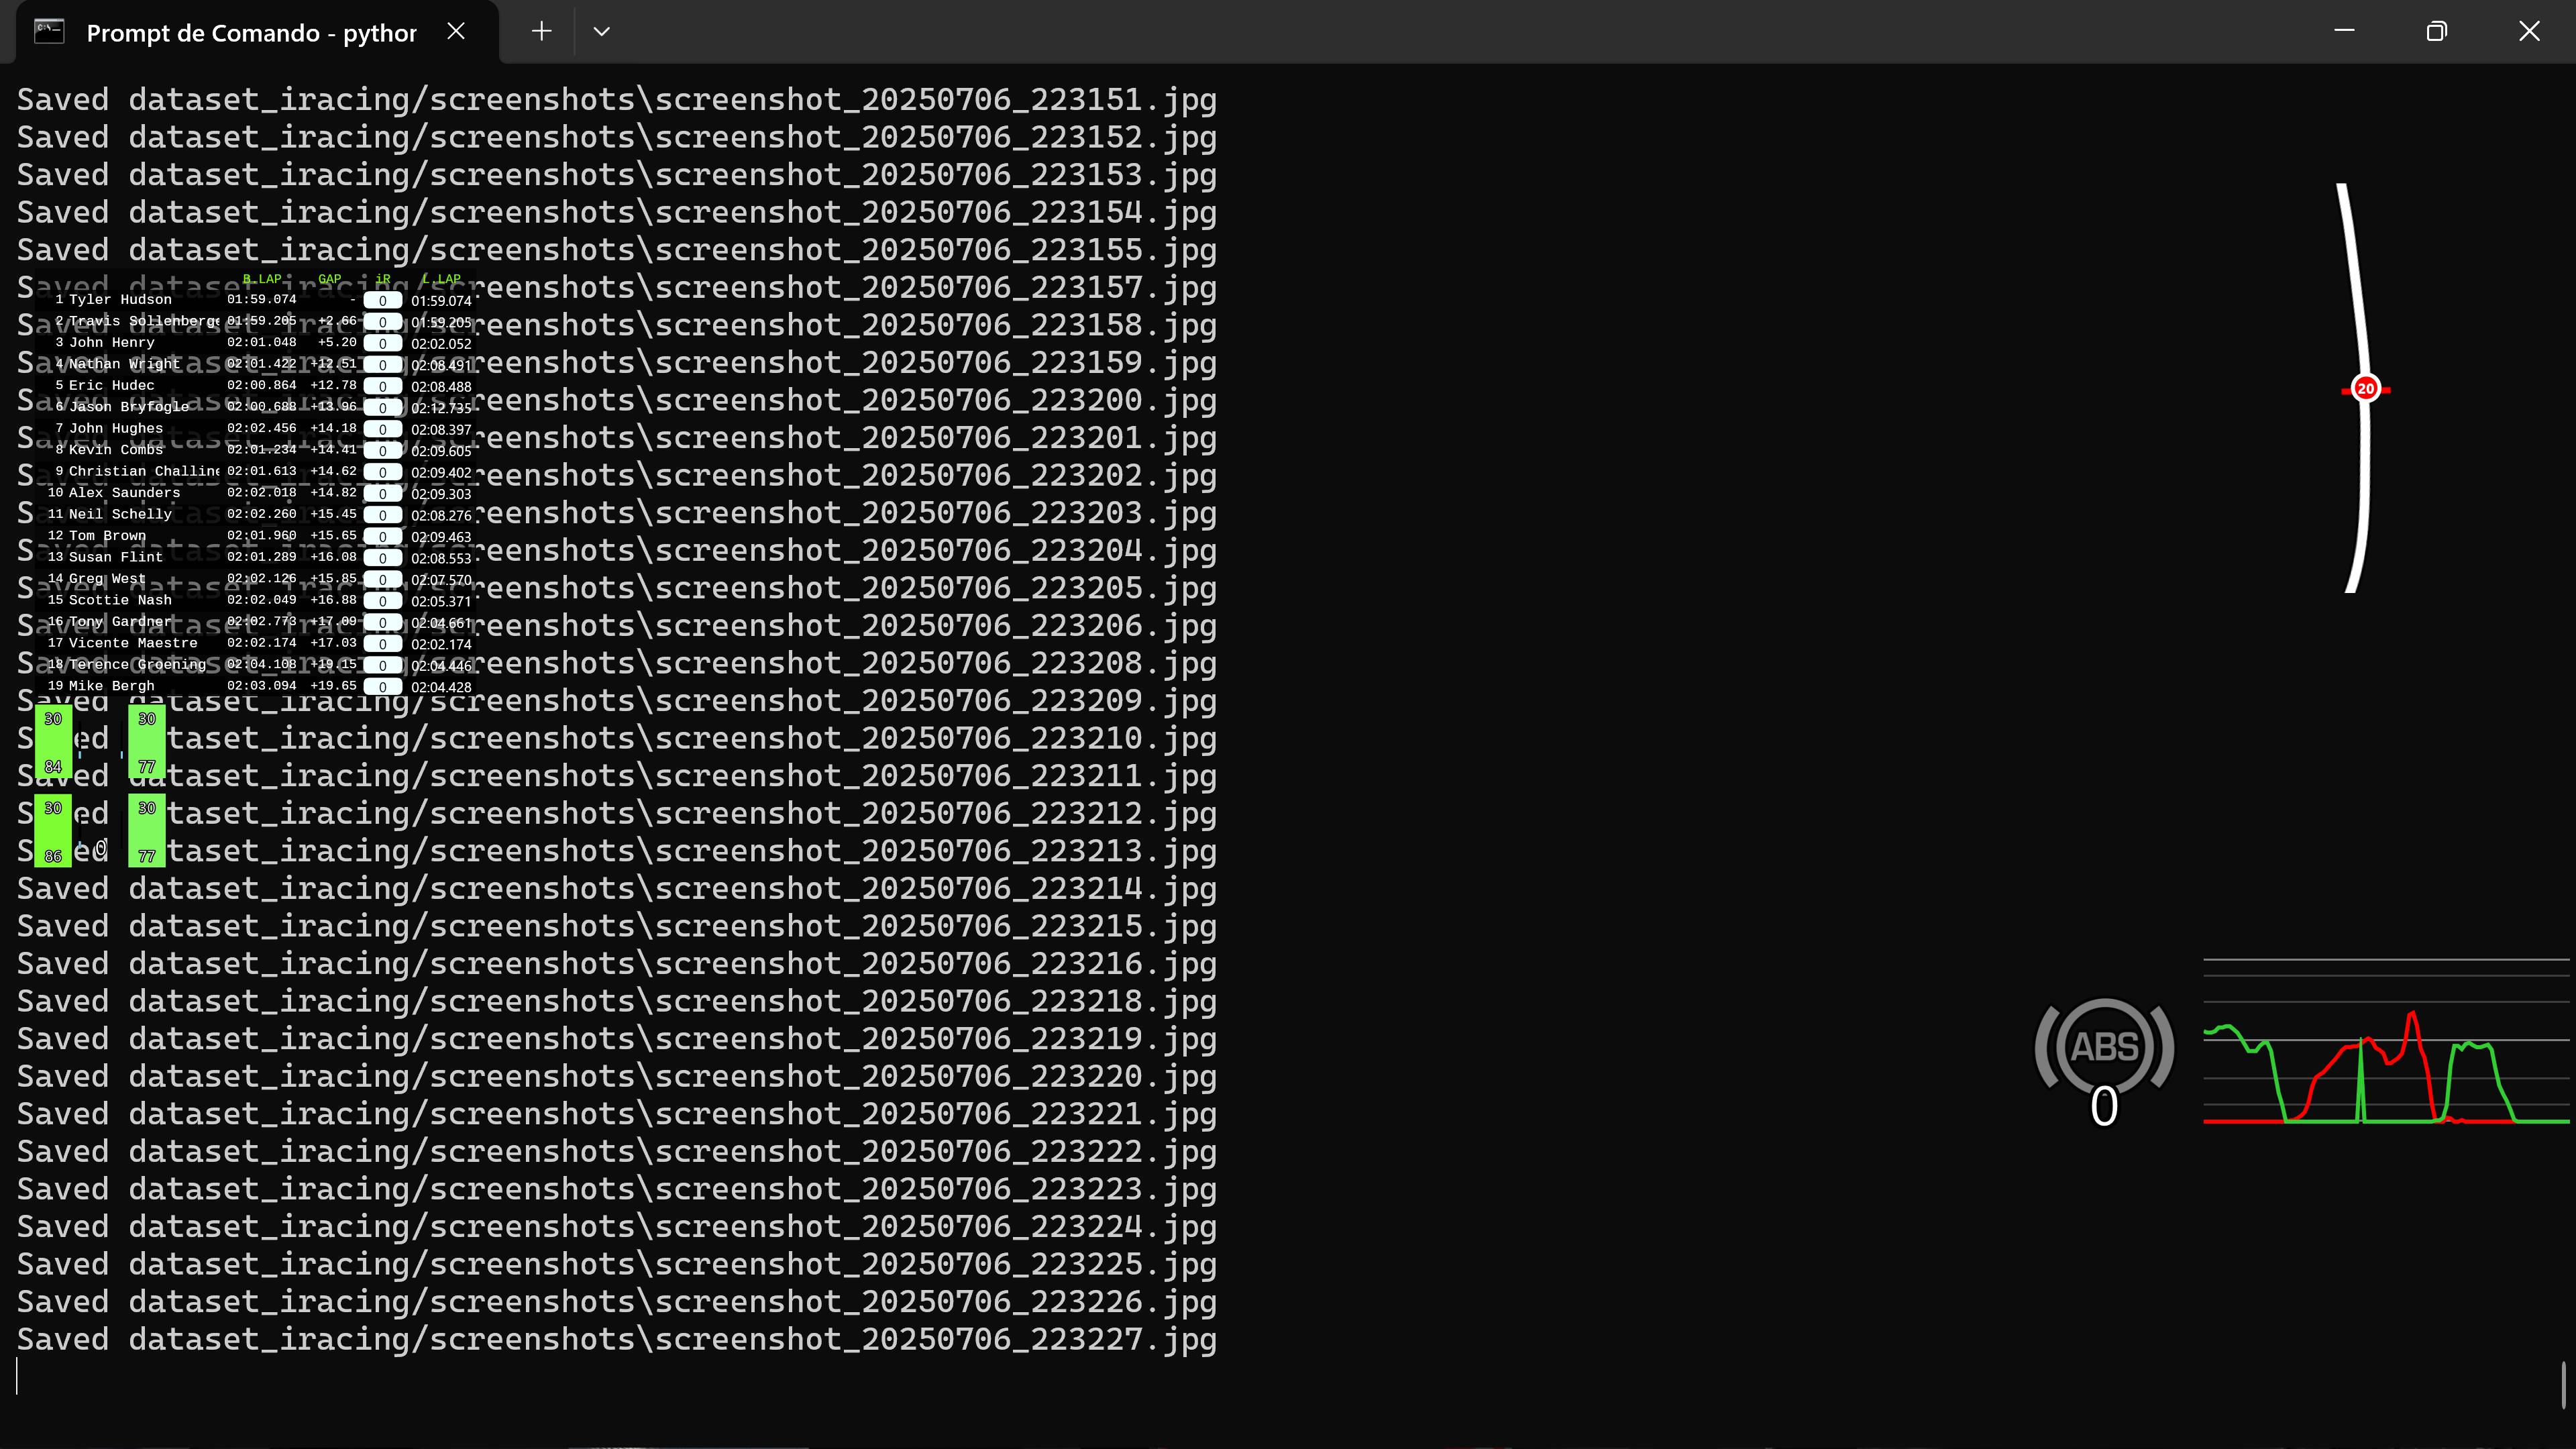 Prompt de Comando - python
Saved dataset_iracing/screenshots\screenshot_20250706_223151.jpg
Saved dataset_iracing/screenshots\screenshot_20250706_223152.jpg
Saved dataset_iracing/screenshots\screenshot_20250706_223153.jpg
Saved dataset_iracing/screenshots\screenshot_20250706_223154.jpg
Saved dataset_iracing/screenshots\screenshot_20250706_223155.jpg
Saved dataset_iracing/screenshots\screenshot_20250706_223157.jpg
Saved dataset_iracing/screenshots\screenshot_20250706_223158.jpg
Saved dataset_iracing/screenshots\screenshot_20250706_223159.jpg
Saved dataset_iracing/screenshots\screenshot_20250706_223200.jpg
Saved dataset_iracing/screenshots\screenshot_20250706_223201.jpg
Saved dataset_iracing/screenshots\screenshot_20250706_223202.jpg
Saved dataset_iracing/screenshots\screenshot_20250706_223203.jpg
Saved dataset_iracing/screenshots\screenshot_20250706_223204.jpg
Saved dataset_iracing/screenshots\screenshot_20250706_223205.jpg
Saved dataset_iracing/screenshots\screenshot_20250706_223206.jpg
Saved dataset_iracing/screenshots\screenshot_20250706_223208.jpg
Saved dataset_iracing/screenshots\screenshot_20250706_223209.jpg
Saved dataset_iracing/screenshots\screenshot_20250706_223210.jpg
Saved dataset_iracing/screenshots\screenshot_20250706_223211.jpg
Saved dataset_iracing/screenshots\screenshot_20250706_223212.jpg
Saved dataset_iracing/screenshots\screenshot_20250706_223213.jpg
Saved dataset_iracing/screenshots\screenshot_20250706_223214.jpg
Saved dataset_iracing/screenshots\screenshot_20250706_223215.jpg
Saved dataset_iracing/screenshots\screenshot_20250706_223216.jpg
Saved dataset_iracing/screenshots\screenshot_20250706_223218.jpg
Saved dataset_iracing/screenshots\screenshot_20250706_223219.jpg
Saved dataset_iracing/screenshots\screenshot_20250706_223220.jpg
Saved dataset_iracing/screenshots\screenshot_20250706_223221.jpg
Saved dataset_iracing/screenshots\screenshot_20250706_223222.jpg
Saved dataset_iracing/screenshots\screenshot_20250706_223223.jpg
Saved dataset_iracing/screenshots\screenshot_20250706_223224.jpg
Saved dataset_iracing/screenshots\screenshot_20250706_223225.jpg
Saved dataset_iracing/screenshots\screenshot_20250706_223226.jpg
Saved dataset_iracing/screenshots\screenshot_20250706_223227.jpg
B.LAP GAP iR L.LAP
1 Tyler Hudson 01:59.074 - 0 01:59.074
2 Travis Sollenberge 01:59.205 +2.66 0 01:59.205
3 John Henry 02:01.048 +5.20 0 02:02.052
4 Nathan Wright 02:01.422 +12.51 0 02:08.491
5 Eric Hudec 02:00.864 +12.78 0 02:08.488
6 Jason Bryfogle 02:00.688 +13.96 0 02:12.735
7 John Hughes 02:02.456 +14.18 0 02:08.397
8 Kevin Combs 02:01.234 +14.41 0 02:09.605
9 Christian Challine 02:01.613 +14.62 0 02:09.402
10 Alex Saunders 02:02.018 +14.82 0 02:09.303
11 Neil Schelly 02:02.260 +15.45 0 02:08.276
12 Tom Brown 02:01.960 +15.65 0 02:09.463
13 Susan Flint 02:01.289 +16.08 0 02:08.553
14 Greg West 02:02.126 +15.85 0 02:07.570
15 Scottie Nash 02:02.049 +16.88 0 02:05.371
16 Tony Gardner 02:02.773 +17.09 0 02:04.661
17 Vicente Maestre 02:02.174 +17.03 0 02:02.174
18 Terence Groening 02:04.108 +19.15 0 02:04.446
19 Mike Bergh 02:03.094 +19.65 0 02:04.428
30 30
84 77
30 30
86 0 77
20
ABS
0